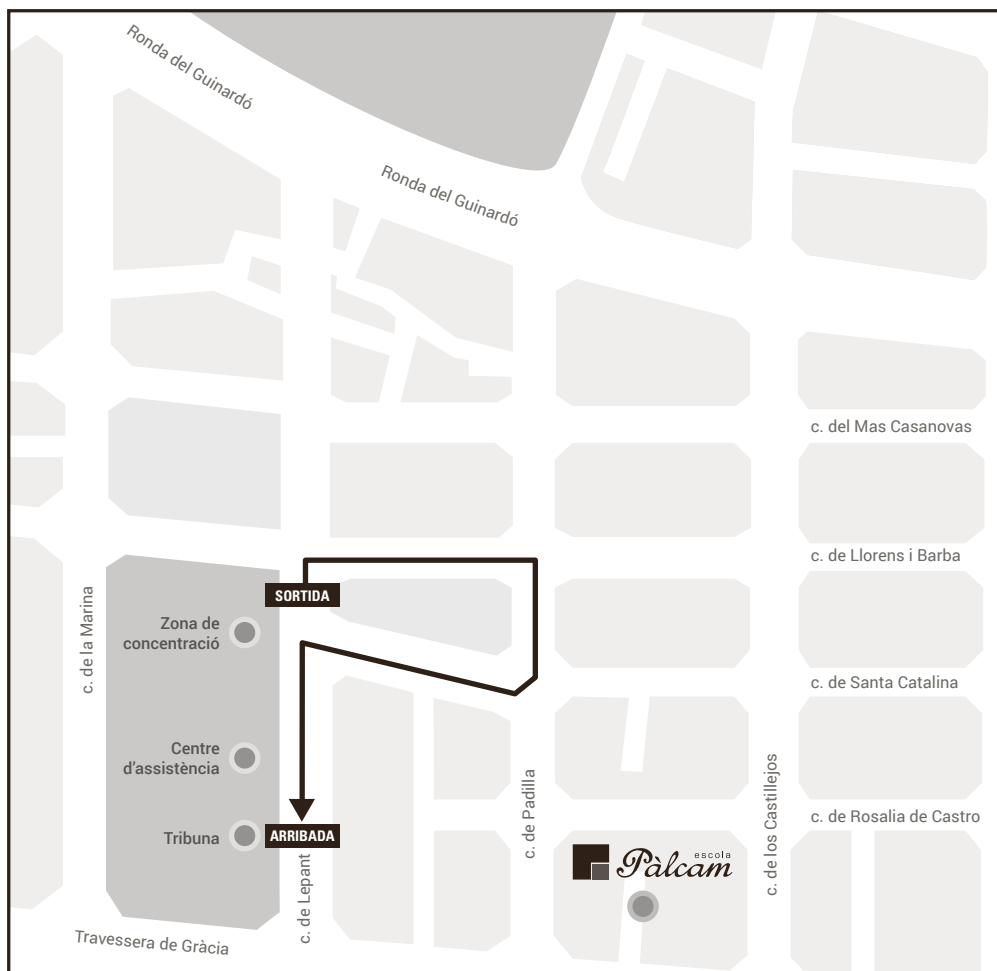 Ronda del Guinardó
Ronda del Guinardó
c. del Mas Casanovas
c. de Llorens i Barba
SORTIDA
Zona de
concentració
c. de la Marina
c. de Santa Catalina
Centre
d'assistència
c. de Padilla
c. de los Castillejos
c. de Rosalia de Castro
Tribuna
ARRIBADA
escola
Pàlcam
c. de Lepant
Travessera de Gràcia